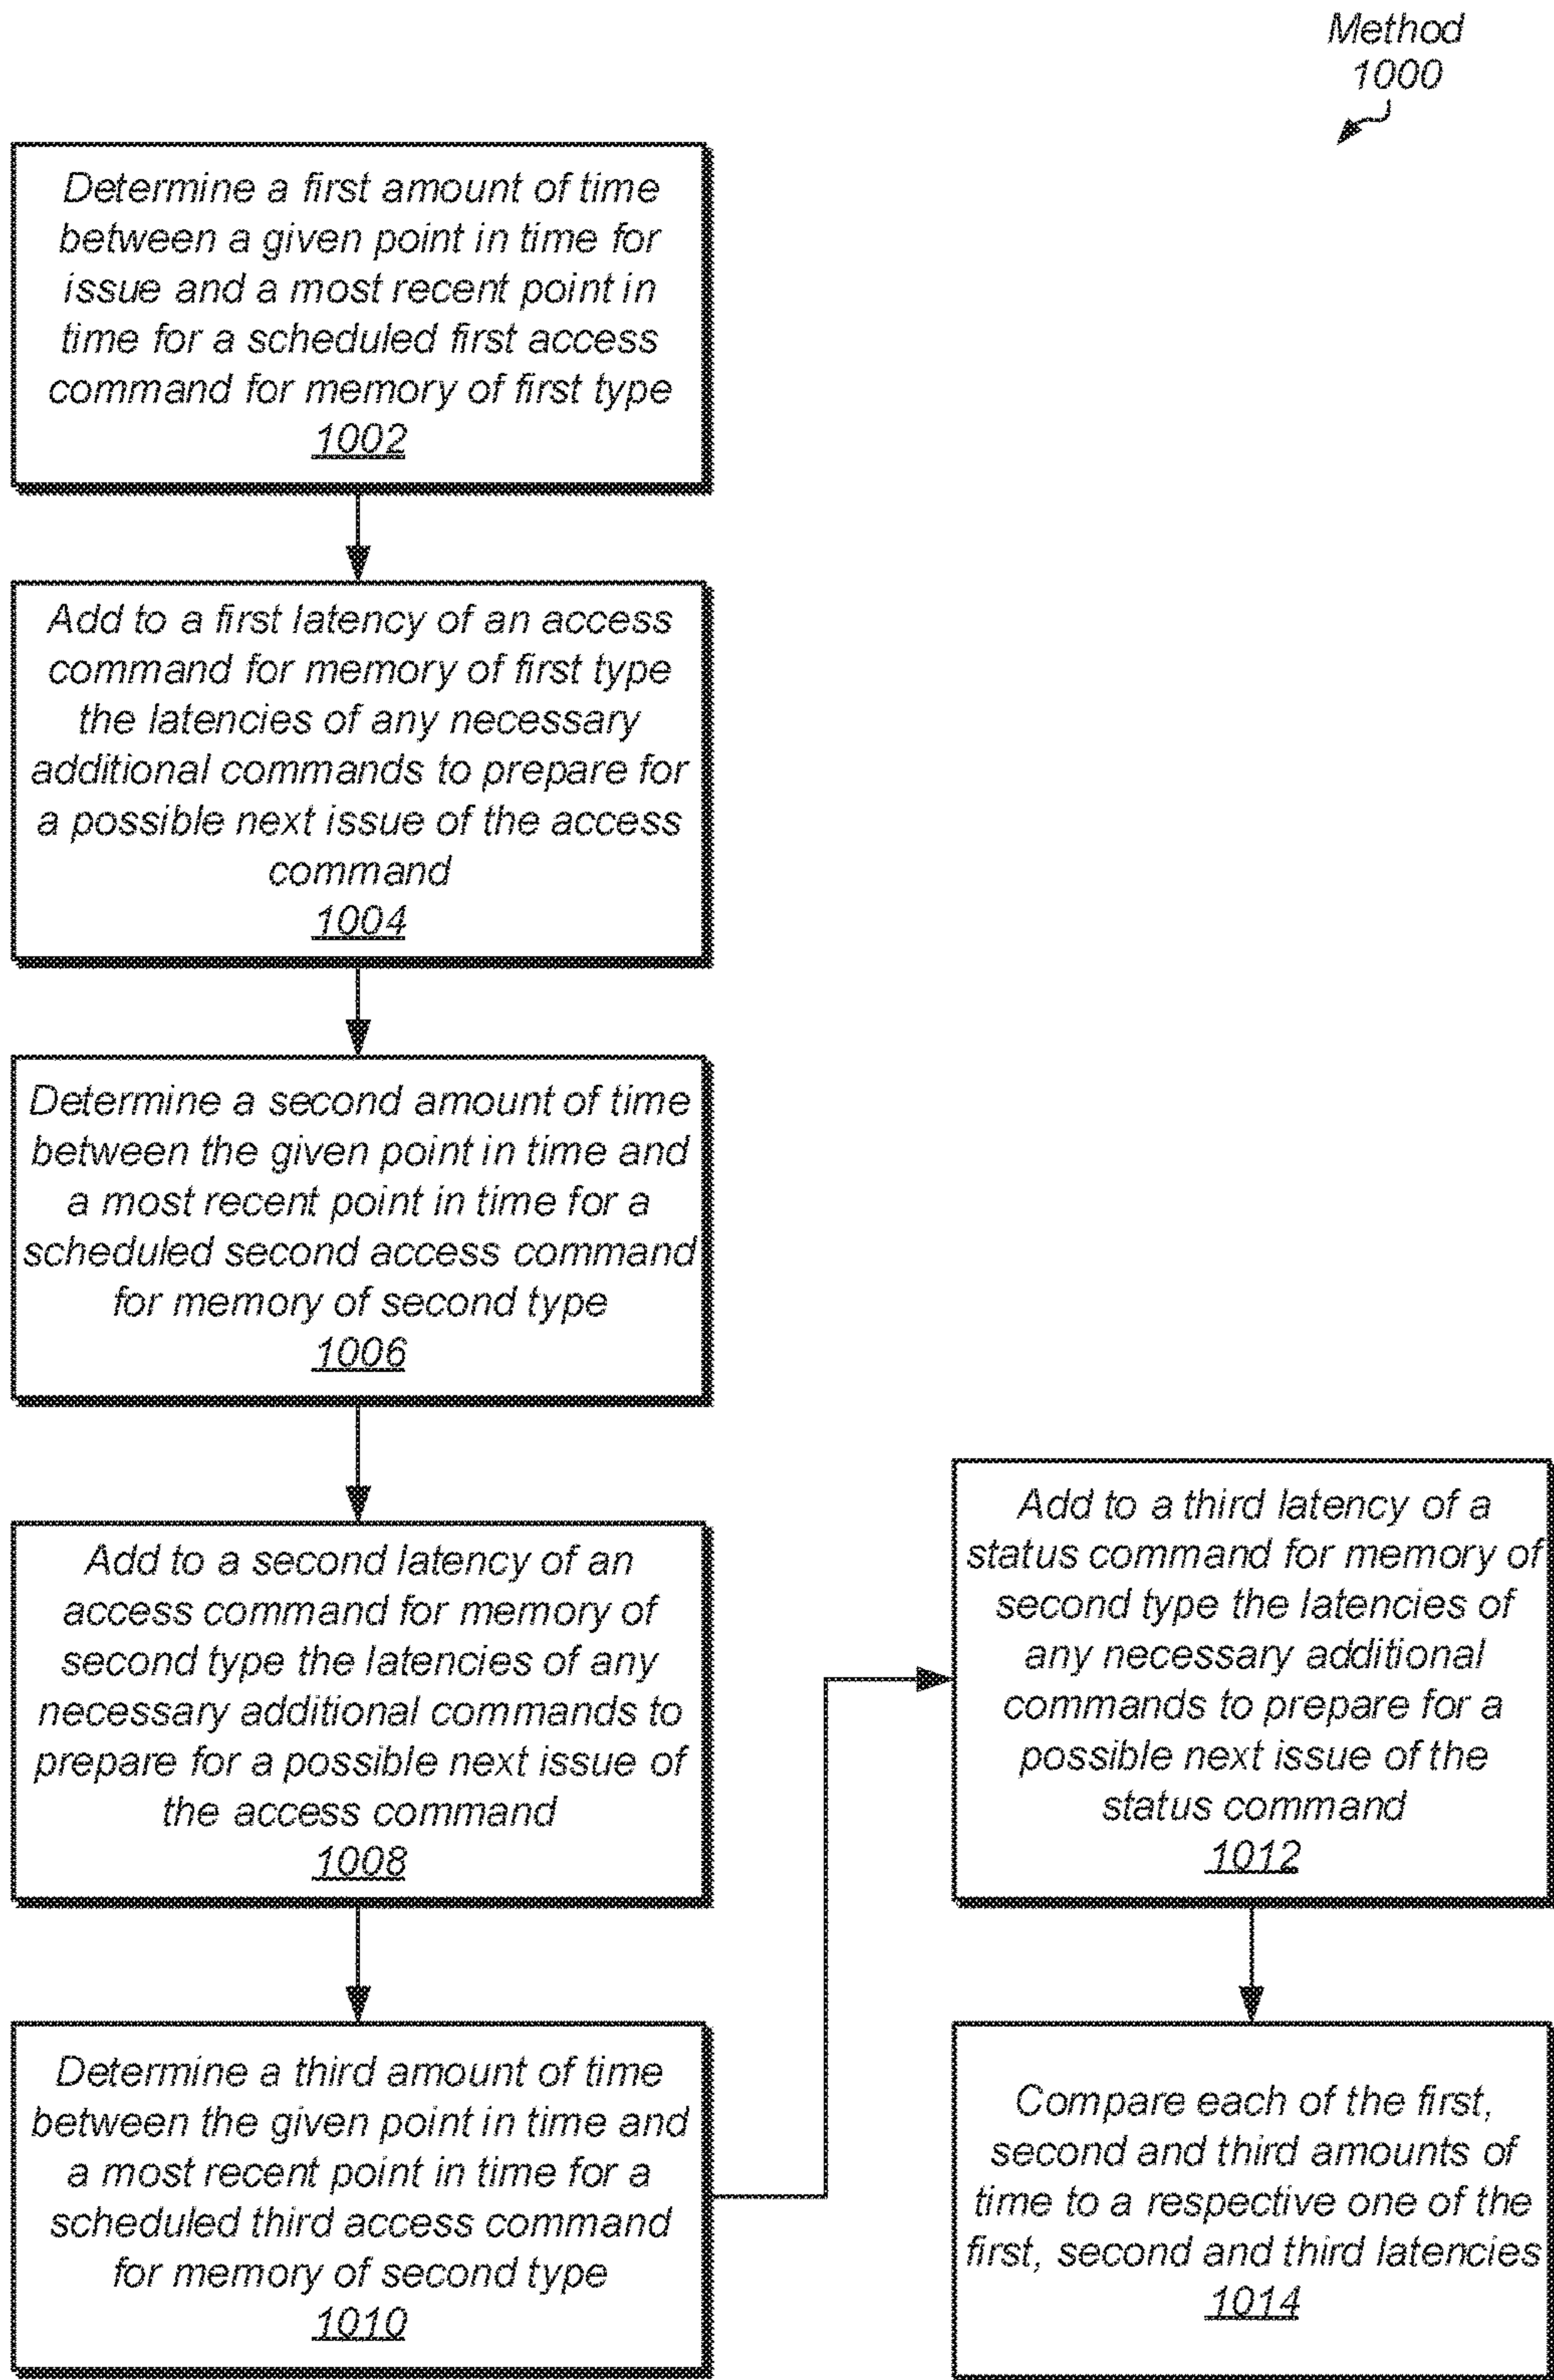 Method
1000
Determine a first amount of time
between a given point in time for
issue and a most recent point in
time for a scheduled first access
command for memory of first type
1002
Add to a first latency of an access
command for memory of first type
the latencies of any necessary
additional commands to prepare for
a possible next issue of the access
command
1004
Determine a second amount of time
between the given point in time and
a most recent point in time for a
scheduled second access command
for memory of second type
1006
Add to a second latency of an
access command for memory of
second type the latencies of any
necessary additional commands to
prepare for a possible next issue of
the access command
1008
Determine a third amount of time
between the given point in time and
a most recent point in time for a
scheduled third access command
for memory of second type
1010
Add to a third latency of a
status command for memory of
second type the latencies of
any necessary additional
commands to prepare for a
possible next issue of the
status command
1012
Compare each of the first,
second and third amounts of
time to a respective one of the
first, second and third latencies
1014